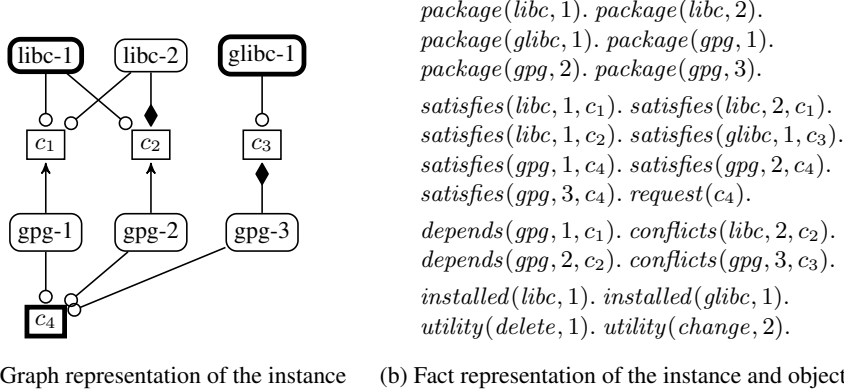 libc-1 libc-2 glibc-1
c1 c2 c3
gpg-1 gpg-2 gpg-3
c4
Graph representation of the instance
package(libc, 1). package(libc, 2).
package(glibc, 1). package(gpg, 1).
package(gpg, 2). package(gpg, 3).
satisfies(libc, 1, c1). satisfies(libc, 2, c1).
satisfies(libc, 1, c2). satisfies(glibc, 1, c3).
satisfies(gpg, 1, c4). satisfies(gpg, 2, c4).
satisfies(gpg, 3, c4). request(c4).
depends(gpg, 1, c1). conflicts(libc, 2, c2).
depends(gpg, 2, c2). conflicts(gpg, 3, c3).
installed(libc, 1). installed(glibc, 1).
utility(delete, 1). utility(change, 2).
(b) Fact representation of the instance and object